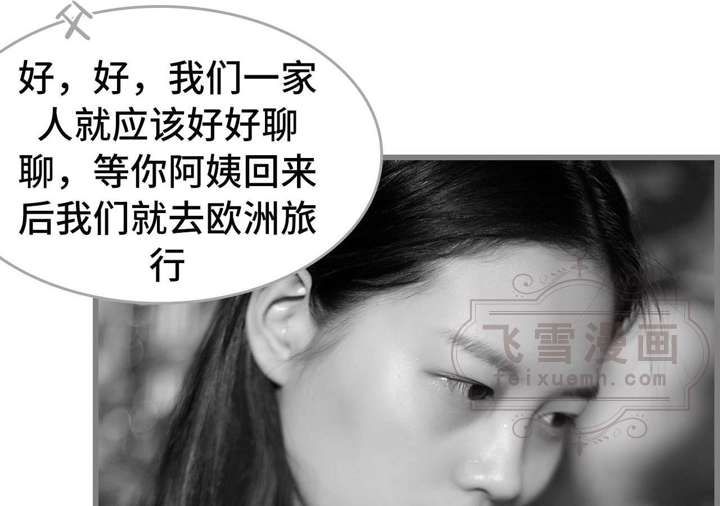 好，好，我们一家
人就应该好好聊
聊，等你阿姨回来
后我们就去欧洲旅
行
飞雪漫画
feixuemh.com